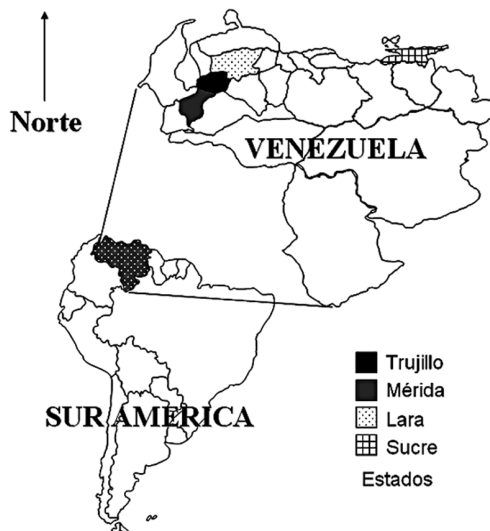 Norte
VENEZUELA
SUR AMERICA
Trujillo
Mérida
Lara
Sucre
Estados